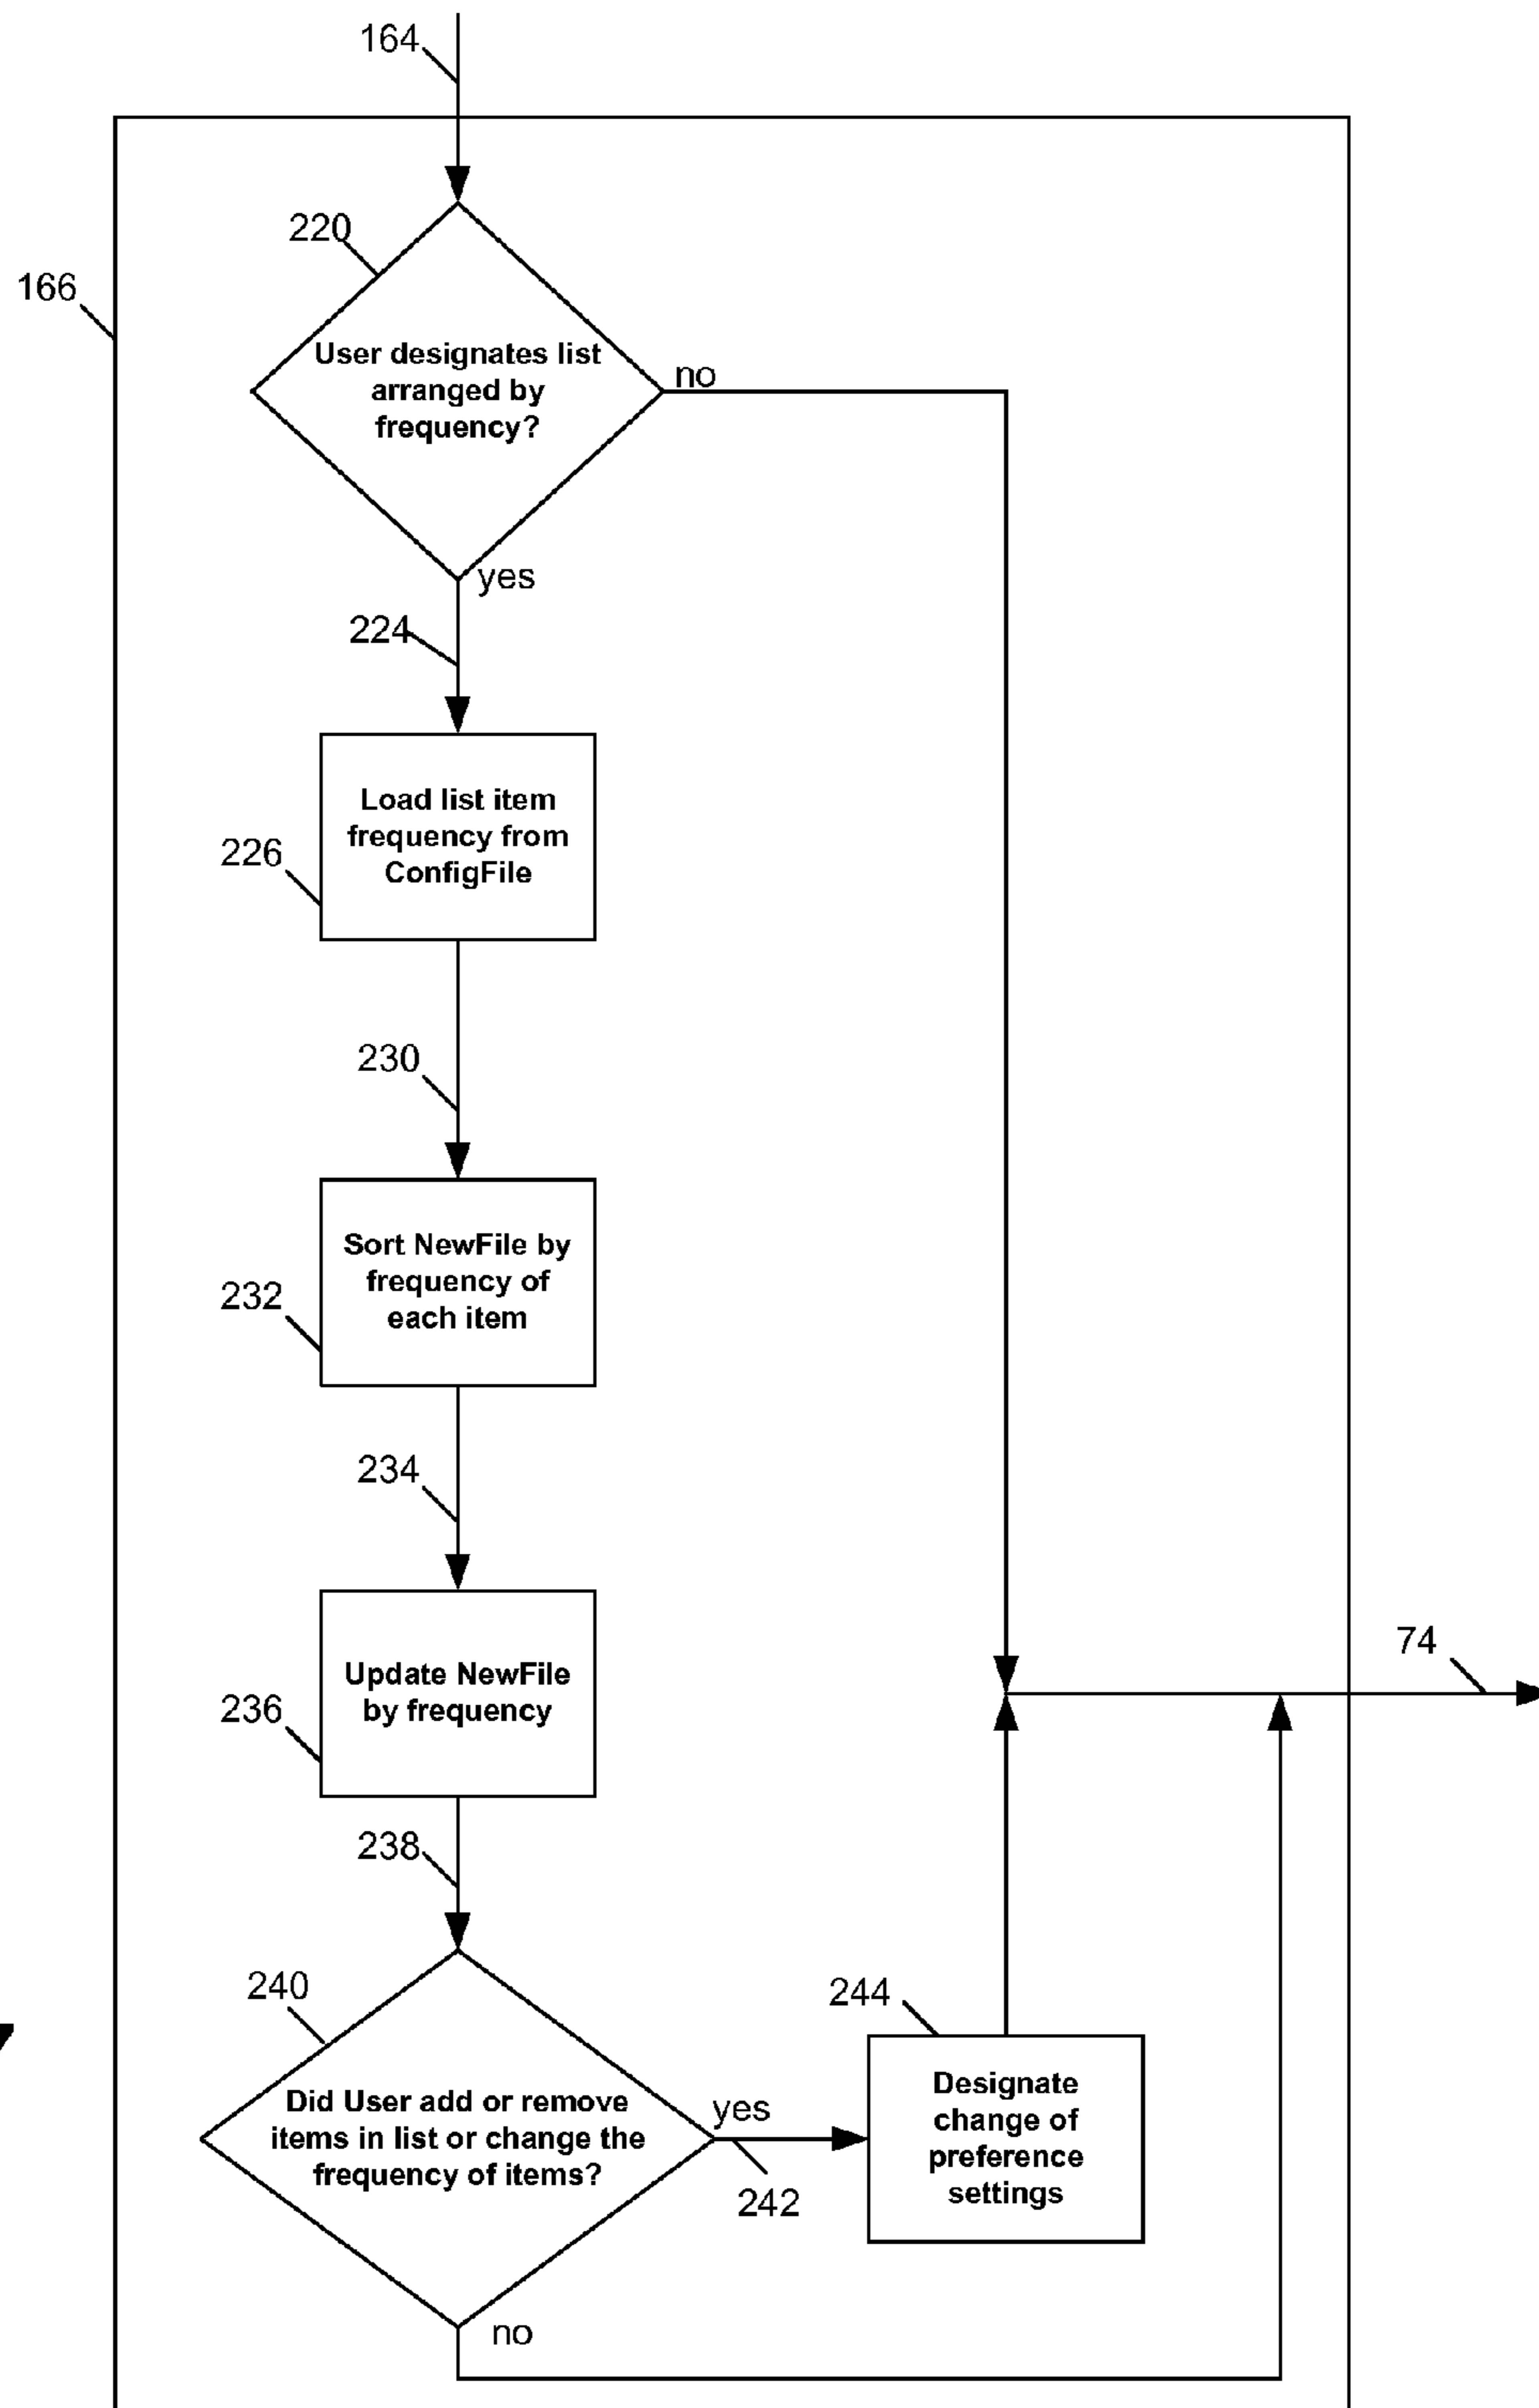 164
220
166
User designates list
arranged by
frequency?
no
yes
224
Load list item
frequency from
ConfigFile
226
230
Sort NewFile by
frequency of
each item
232
234
74
Update NewFile
by frequency
236
238
240
244
Did User add or remove
items in list or change the
frequency of items?
yes
242
Designate
change of
preference
settings
no